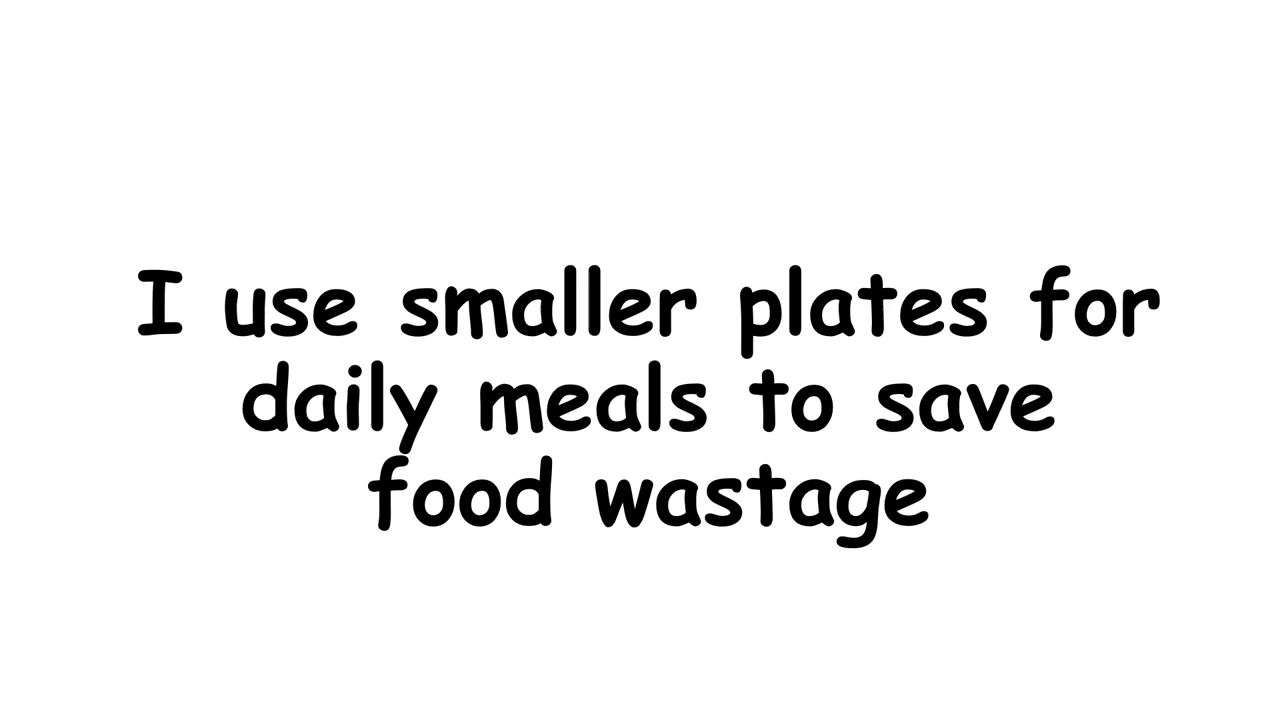 I use smaller plates for
daily meals to save
food wastage